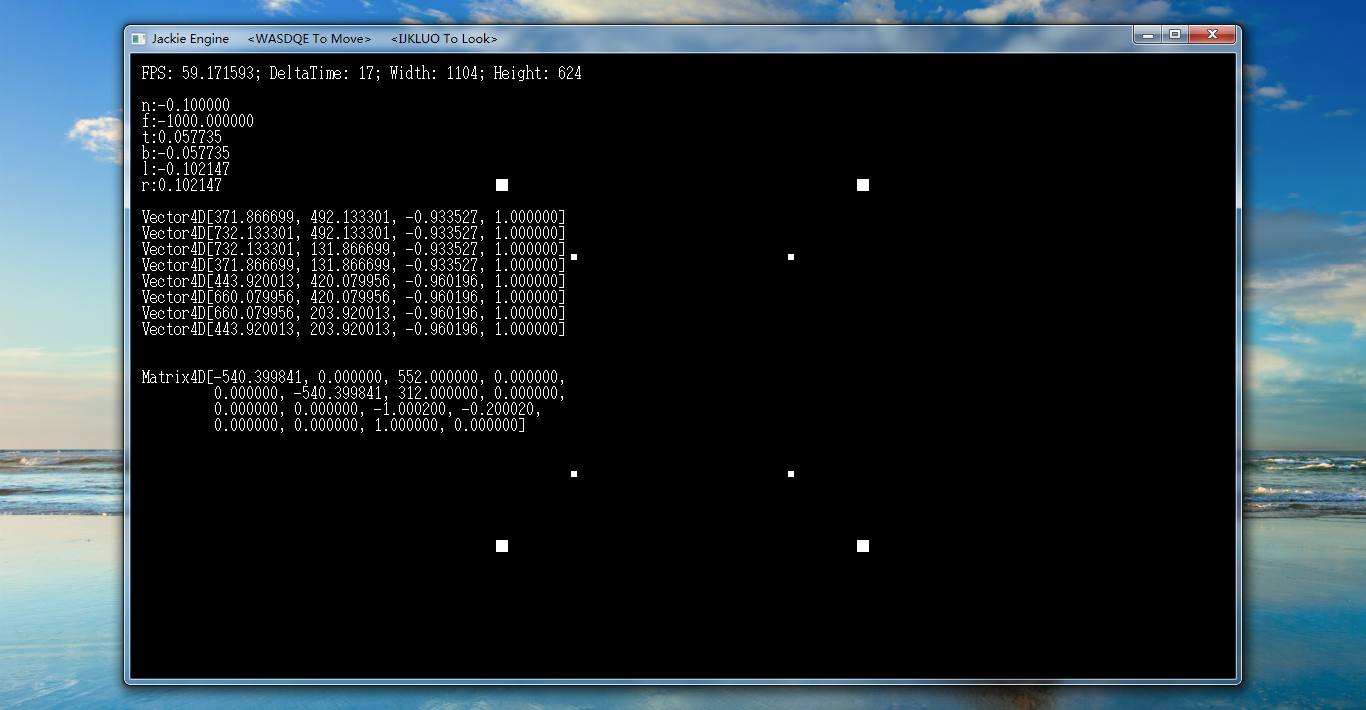 Jackie Engine <WASDQE To Move> <IJKLUO To Look>
FPS: 59.171593; DeltaTime: 17; Width: 1104; Height: 624
n:-0.100000
f:-1000.000000
t:0.057735
b:-0.057735
l:-0.102147
r:0.102147
Vector4D[371.866699, 492.133301, -0.933527, 1.000000]
Vector4D[732.133301, 492.133301, -0.933527, 1.000000]
Vector4D[732.133301, 131.866699, -0.933527, 1.000000]
Vector4D[371.866699, 131.866699, -0.933527, 1.000000]
Vector4D[443.920013, 420.079956, -0.960196, 1.000000]
Vector4D[660.079956, 420.079956, -0.960196, 1.000000]
Vector4D[660.079956, 203.920013, -0.960196, 1.000000]
Vector4D[443.920013, 203.920013, -0.960196, 1.000000]
Matrix4D[-540.399841, 0.000000, 552.000000, 0.000000,
0.000000, -540.399841, 312.000000, 0.000000,
0.000000, 0.000000, -1.000200, -0.200020,
0.000000, 0.000000, 1.000000, 0.000000]